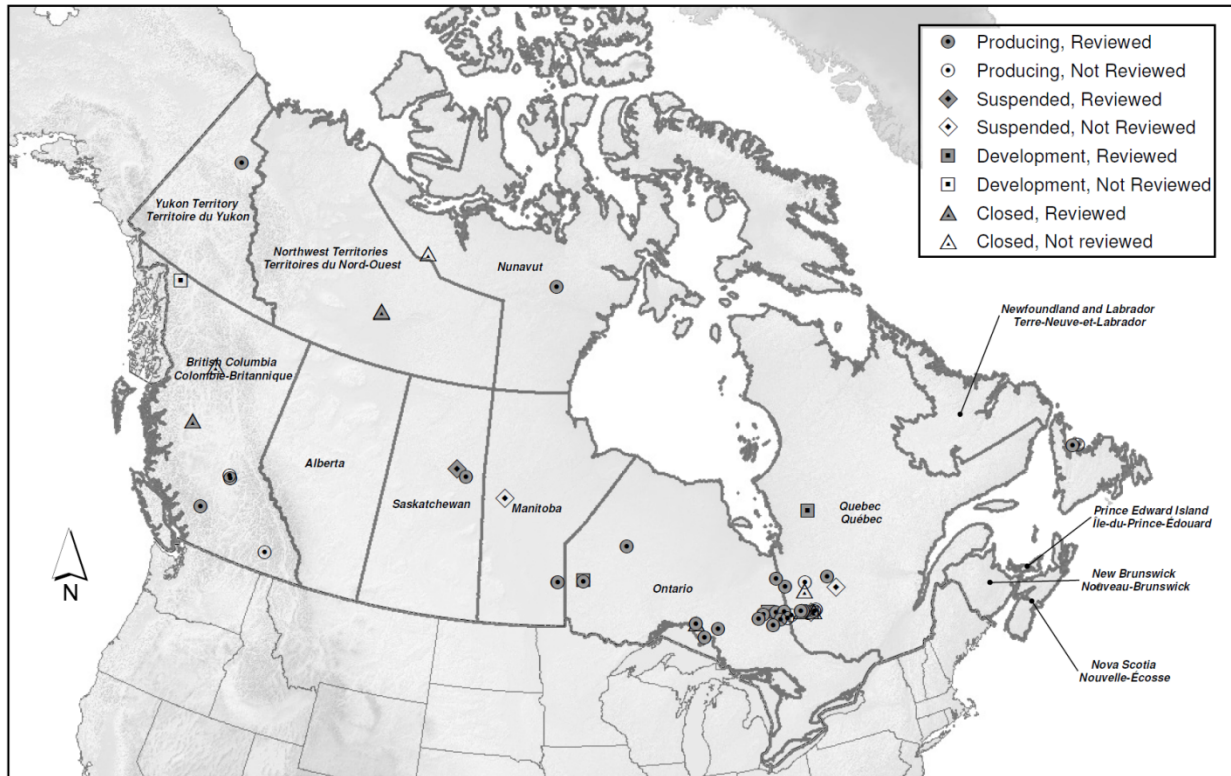 Producing, Reviewed
Producing, Not Reviewed
Suspended, Reviewed
Suspended, Not Reviewed
Development, Reviewed
Development, Not Reviewed
Closed, Reviewed
Closed, Not reviewed
Yukon Territory
Territoire du Yukon
Northwest Territories
Territoires du Nord-Ouest
Nunavut
Newfoundland and Labrador
Terre-Neuve-et-Labrador
British Columbia
Colombie-Britannique
Alberta
Saskatchewan
Manitoba
Ontario
Quebec
Québec
Prince Edward Island
Île-du-Prince-Édouard
New Brunswick
Nouveau-Brunswick
Nova Scotia
Nouvelle-Écosse
N